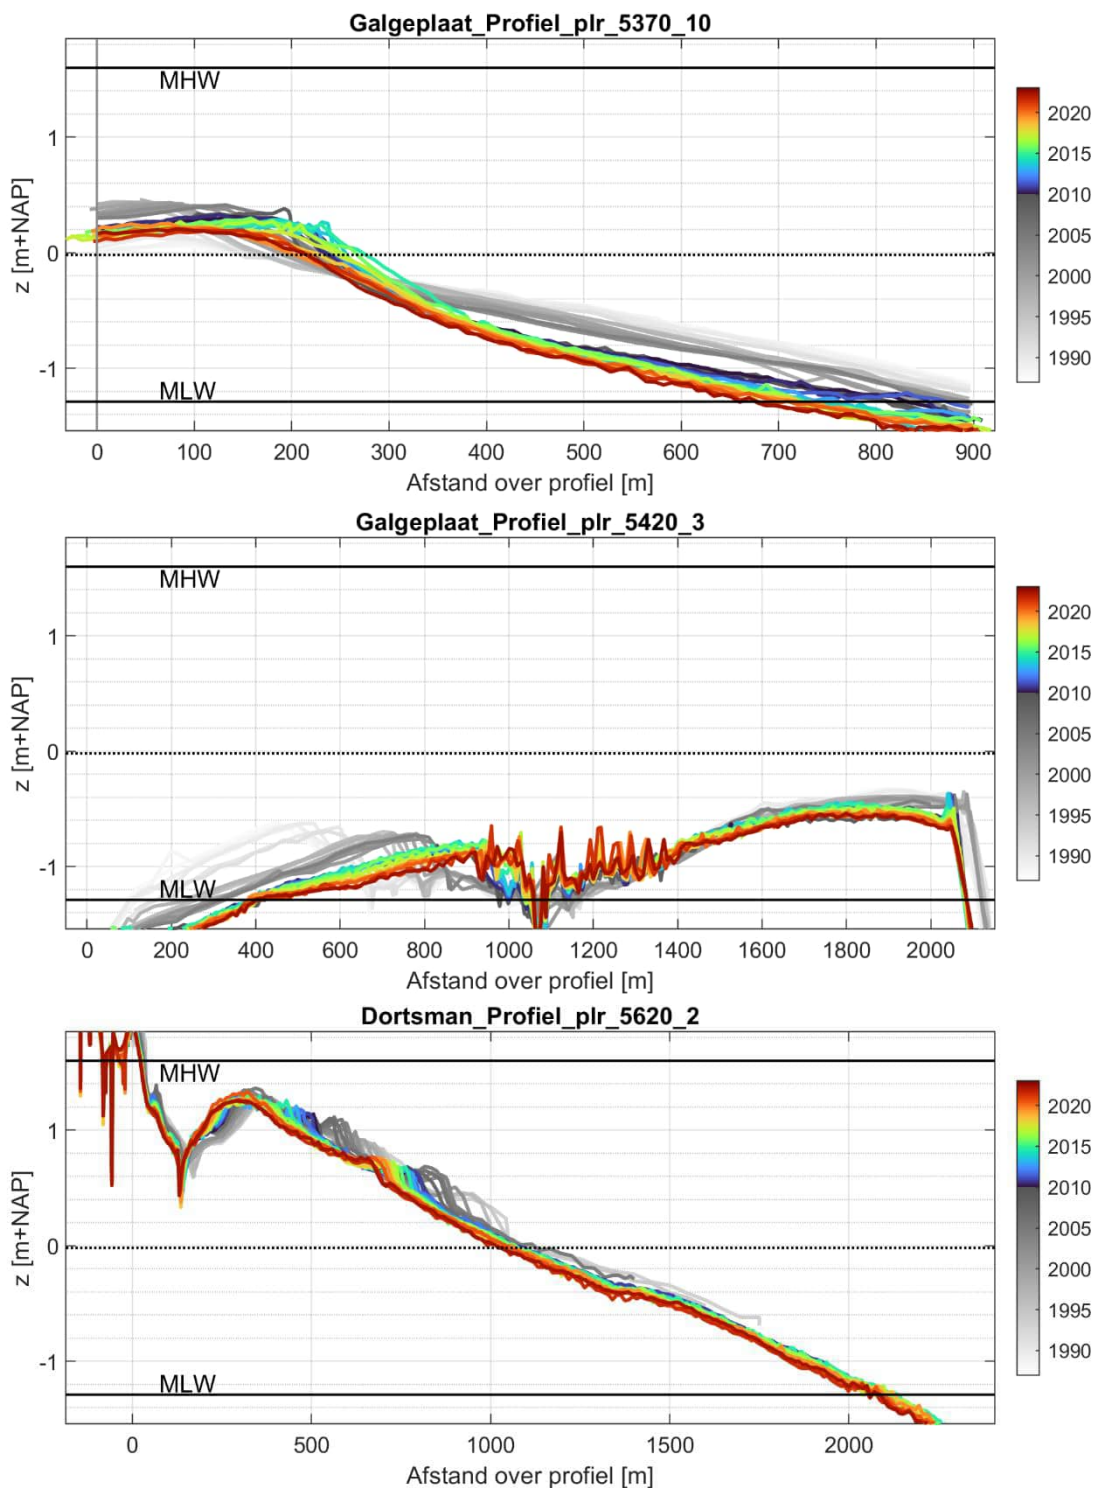 Galgeplaat_Profiel_plr_5370_10
MHW
MLW
z [m+NAP]
1
0
-1
0 100 200 300 400 500 600 700 800 900
Afstand over profiel [m]
2020
2015
2010
2005
2000
1995
1990
Galgeplaat_Profiel_plr_5420_3
MHW
MLW
z [m+NAP]
1
0
-1
0 200 400 600 800 1000 1200 1400 1600 1800 2000
Afstand over profiel [m]
2020
2015
2010
2005
2000
1995
1990
Dortsman_Profiel_plr_5620_2
MHW
MLW
z [m+NAP]
1
0
-1
0 500 1000 1500 2000
Afstand over profiel [m]
2020
2015
2010
2005
2000
1995
1990